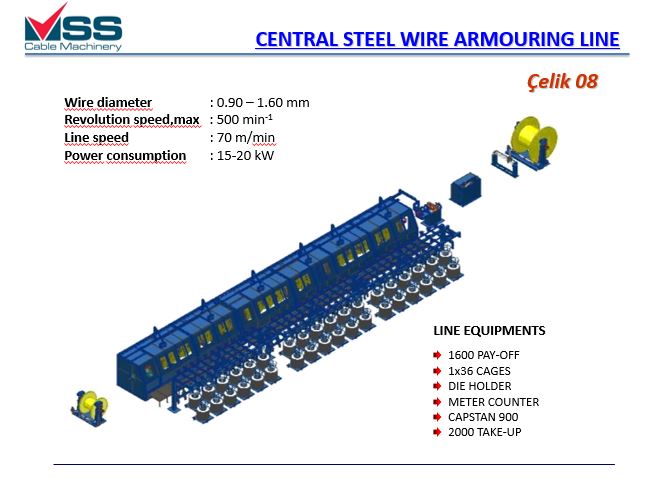 MSS
Cable Machinery
CENTRAL STEEL WIRE ARMOURING LINE
Çelik 08
Wire diameter : 0.90 – 1.60 mm
Revolution speed,max : 500 min⁻¹
Line speed : 70 m/min
Power consumption : 15-20 kW
LINE EQUIPMENTS
1600 PAY-OFF
1x36 CAGES
DIE HOLDER
METER COUNTER
CAPSTAN 900
2000 TAKE-UP